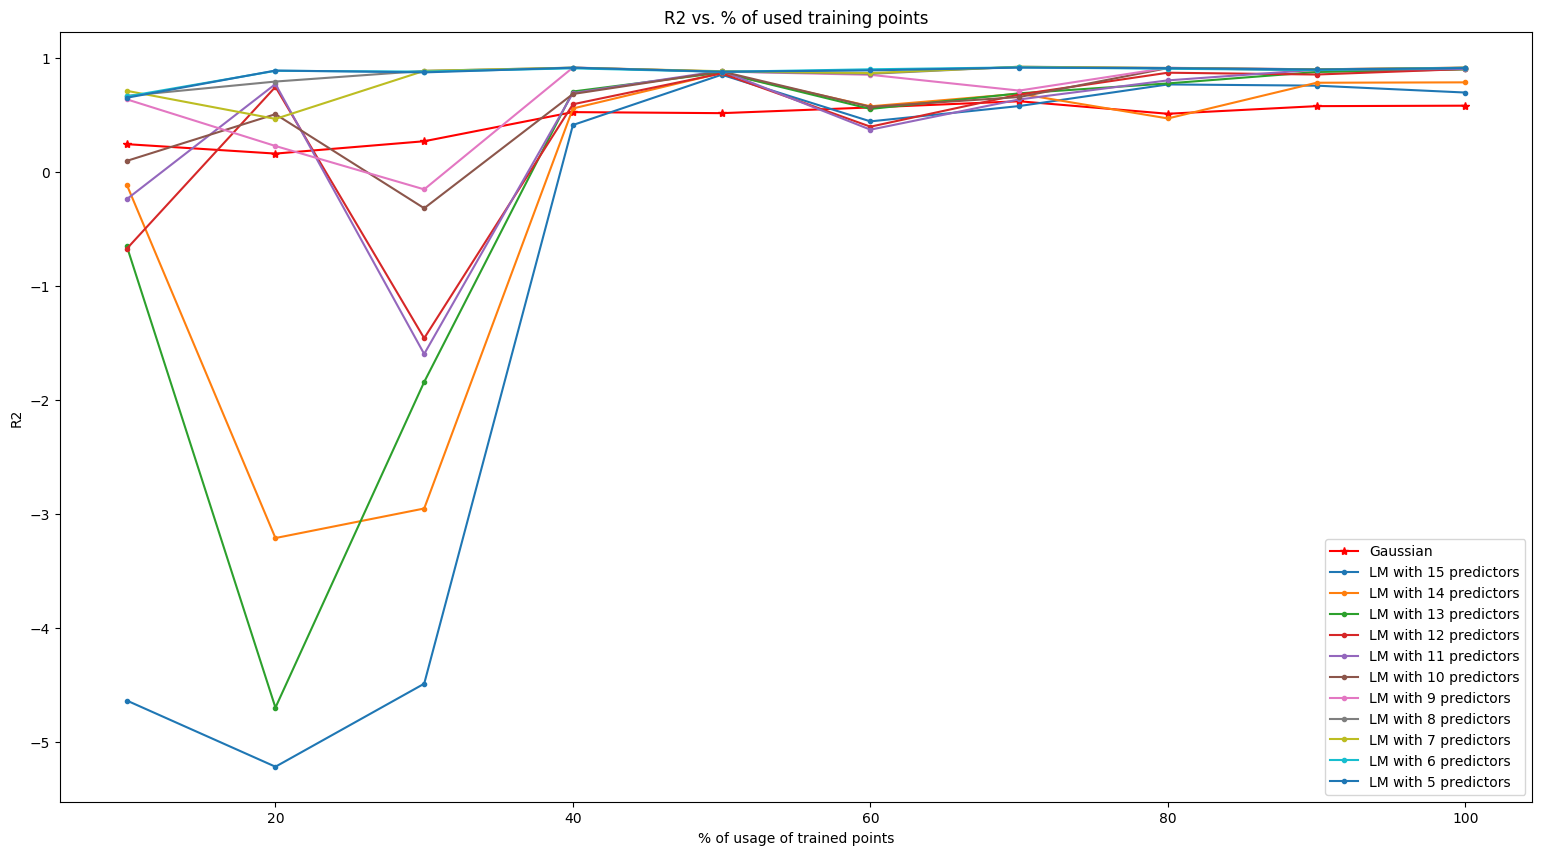 R2 vs. % of used training points
R2
1
0
−1
−2
−3
−4
−5
20
40
60
80
100
% of usage of trained points
Gaussian
LM with 15 predictors
LM with 14 predictors
LM with 13 predictors
LM with 12 predictors
LM with 11 predictors
LM with 10 predictors
LM with 9 predictors
LM with 8 predictors
LM with 7 predictors
LM with 6 predictors
LM with 5 predictors